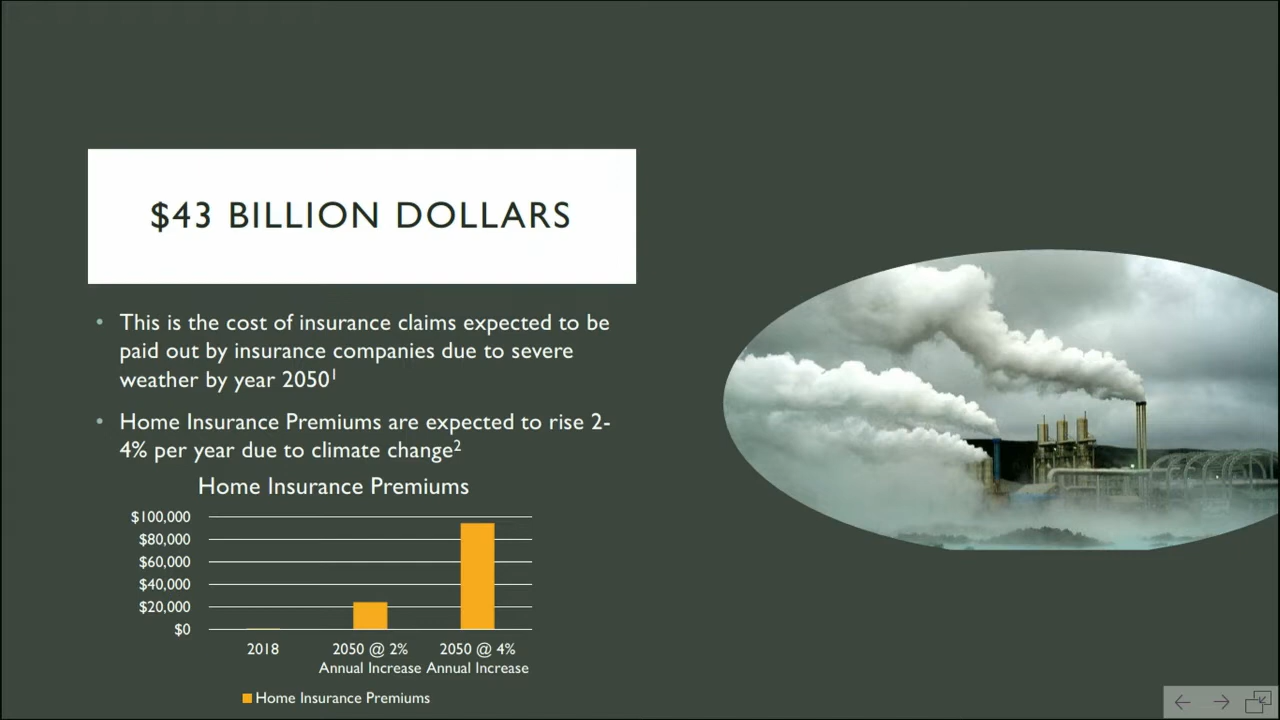 $43 BILLION DOLLARS
• This is the cost of insurance claims expected to be
paid out by insurance companies due to severe
weather by year 2050¹
• Home Insurance Premiums are expected to rise 2-
4% per year due to climate change²
Home Insurance Premiums
$100,000
$80,000
$60,000
$40,000
$20,000
$0
2018
2050 @ 2%
Annual Increase
2050 @ 4%
Annual Increase
Home Insurance Premiums